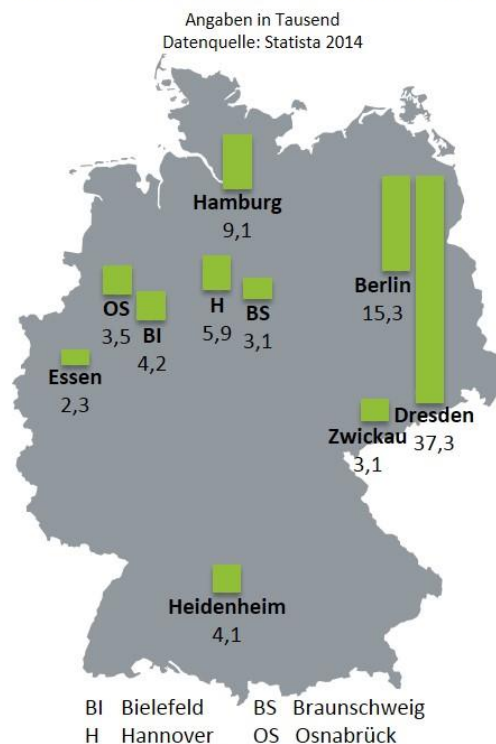 Angaben in Tausend
Datenquelle: Statista 2014
Hamburg
9,1
Berlin
15,3
OS
3,5
BI
4,2
H
5,9
BS
3,1
Essen
2,3
Dresden
37,3
Zwickau
3,1
Heidenheim
4,1
BI Bielefeld BS Braunschweig
H Hannover OS Osnabrück